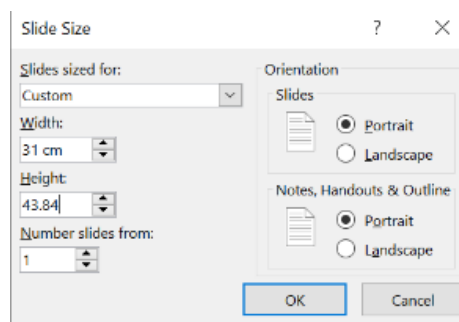 Slide Size ? ×
Slides sized for:
Custom
Width:
31 cm
Height:
43.84
Number slides from:
1
Orientation
Slides
Portrait
Landscape
Notes, Handouts & Outline
Portrait
Landscape
OK Cancel